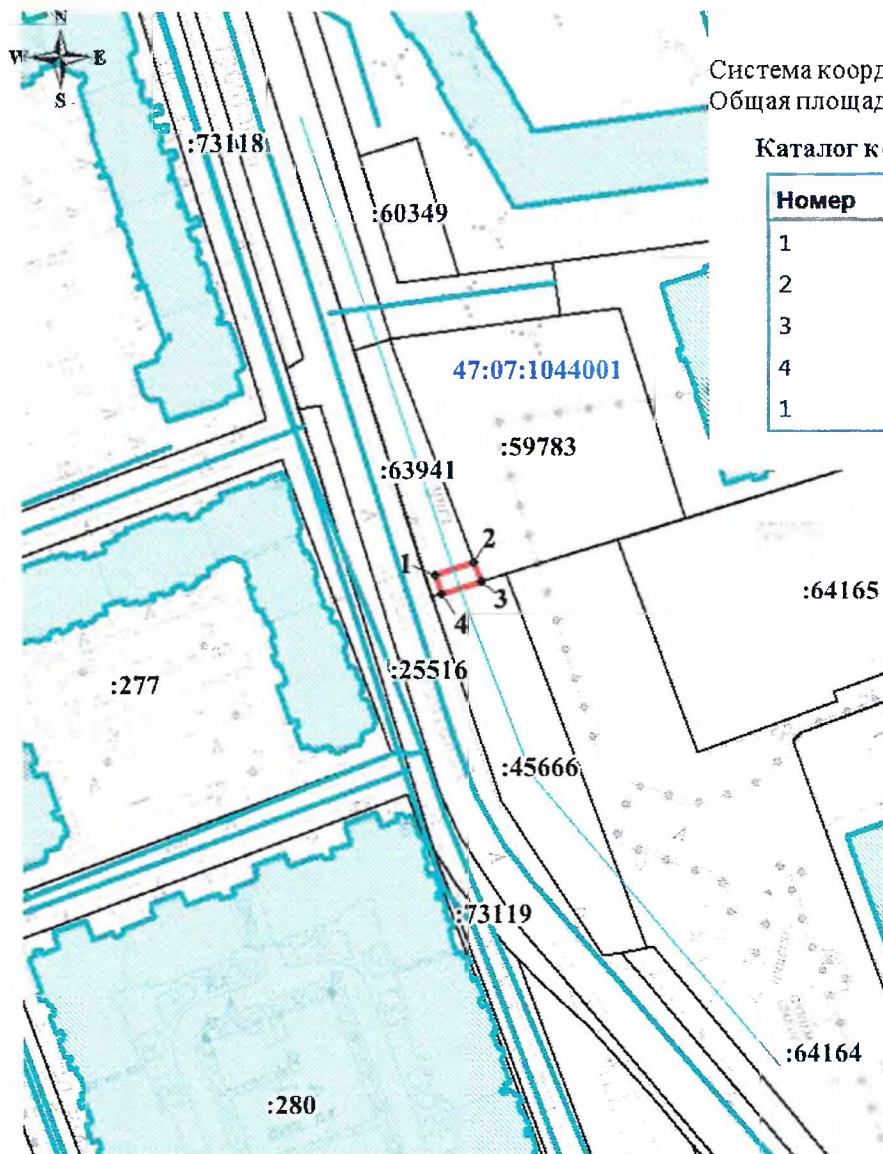 N
W E
S
Система коорд
Общая площад
Каталог к
Номер
1
2
3
4
1
:73118
:60349
47:07:1044001
:59783
:63941
1 2
3
4
:64165
:25516
:277
:45666
:73119
:64164
:280